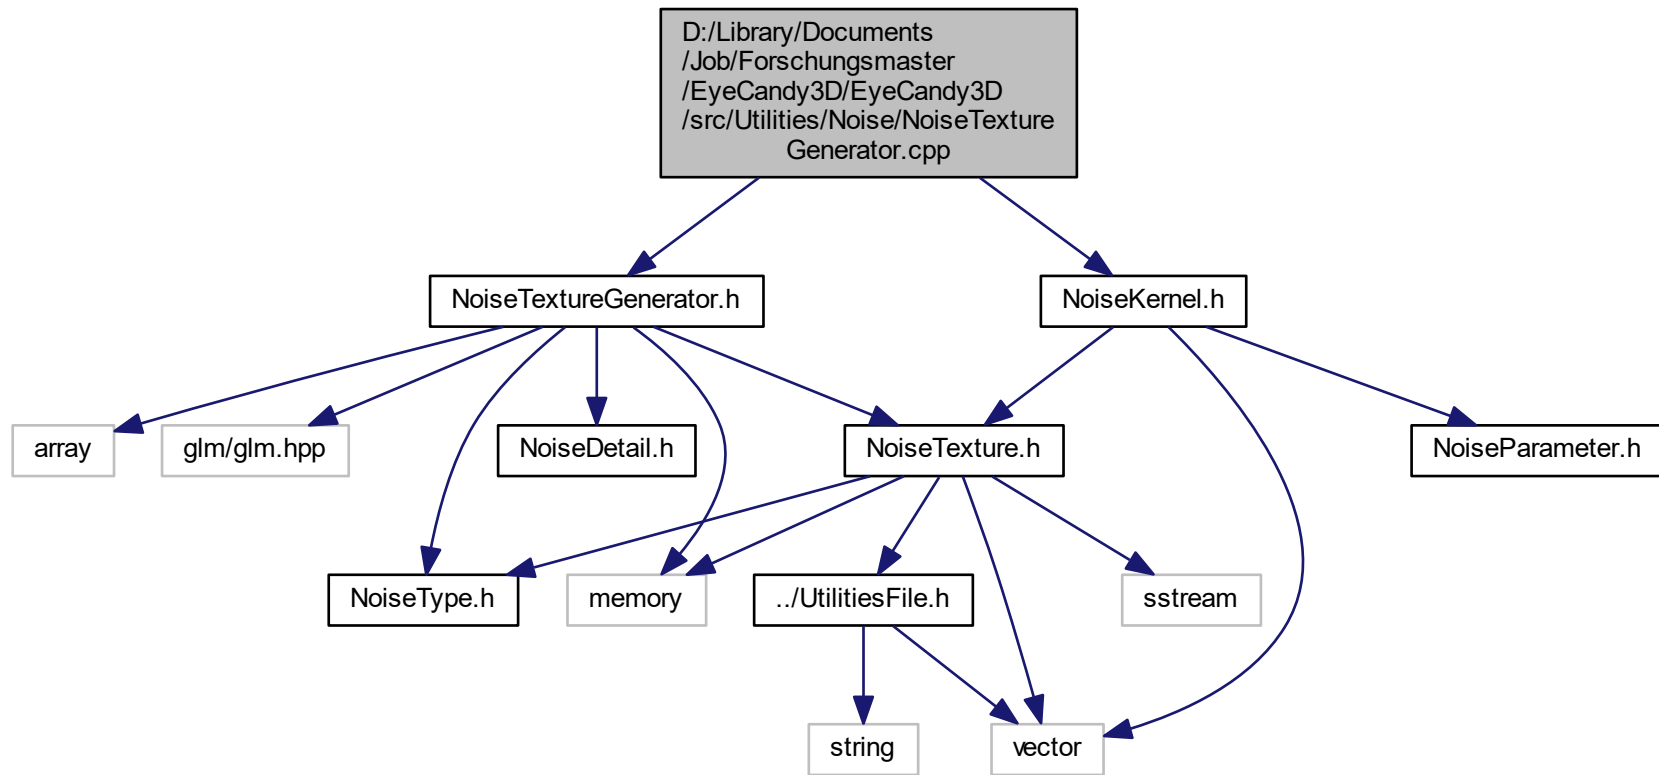 D:/Library/Documents
/Job/Forschungsmaster
/EyeCandy3D/EyeCandy3D
/src/Utilities/Noise/NoiseTexture
Generator.cpp
NoiseTextureGenerator.h
NoiseKernel.h
array
glm/glm.hpp
NoiseDetail.h
NoiseTexture.h
NoiseParameter.h
NoiseType.h
memory
../UtilitiesFile.h
sstream
string
vector